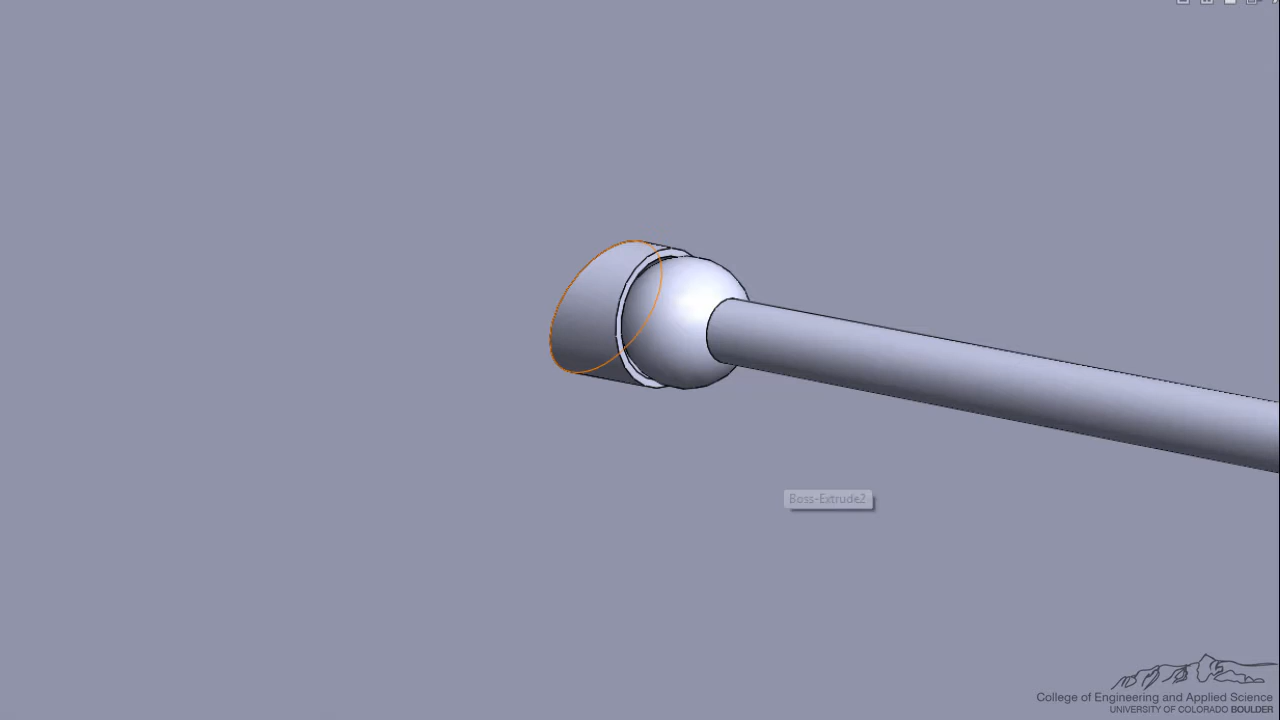 Boss-Extrude2
College of Engineering and Applied Science
UNIVERSITY OF COLORADO BOULDER